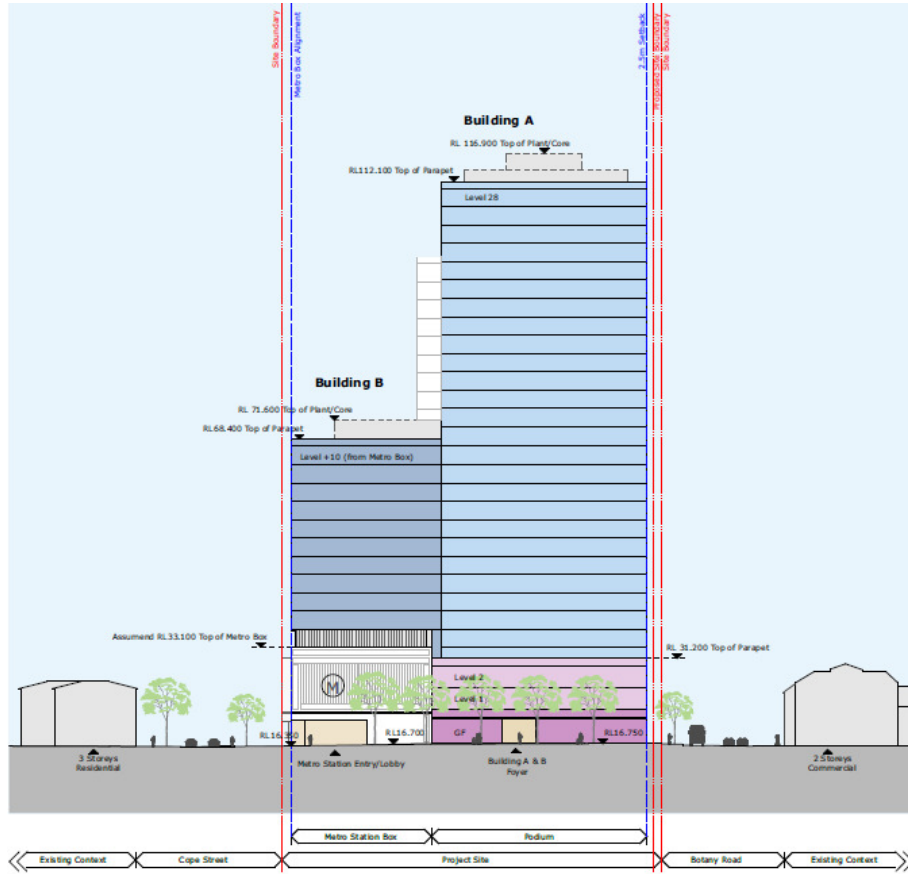 Site Boundary
Metro Box Alignment
2.5m Setback
Proposed Site Boundary
Site Boundary
Building A
RL 116.900 Top of Plant/Core
RL112.100 Top of Parapet
Level 28
Building B
RL 71.600 Top of Plant/Core
RL68.400 Top of Parapet
Level +10 (from Metro Box)
Assumend RL33.100 Top of Metro Box
RL 31.200 Top of Parapet
Level 2
M
Level 1
RL16.350
RL16.700
GF
RL16.750
3 Storeys
Residential
Metro Station Entry/Lobby
Building A & B
Foyer
2 Storeys
Commercial
Metro Station Box
Podium
Existing Context
Cope Street
Project Site
Botany Road
Existing Context